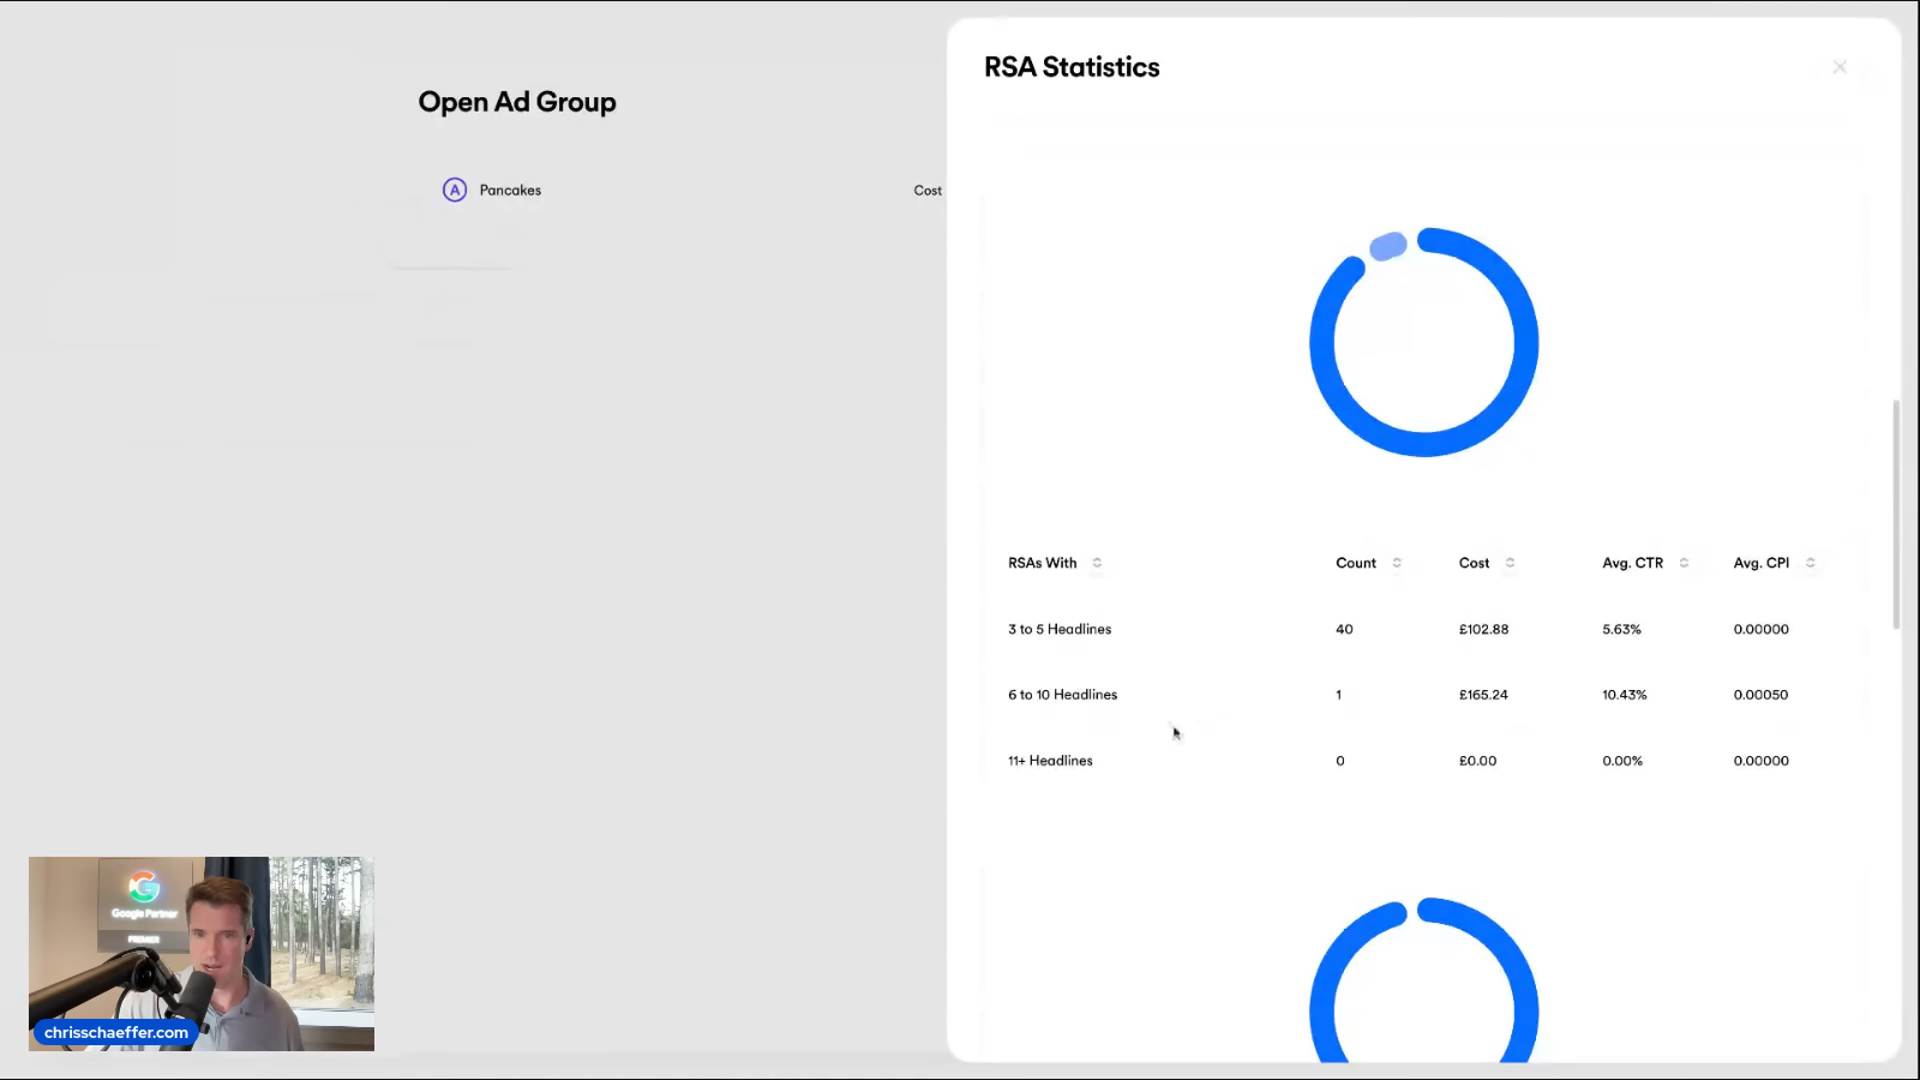 RSA Statistics
Open Ad Group
A Pancakes Cost
RSAs With Count Cost Avg. CTR Avg. CPI
3 to 5 Headlines 40 £102.88 5.63% 0.00000
6 to 10 Headlines 1 £165.24 10.43% 0.00050
11+ Headlines 0 £0.00 0.00% 0.00000
G
Google Partner
PREMIER
chrisschaeffer.com